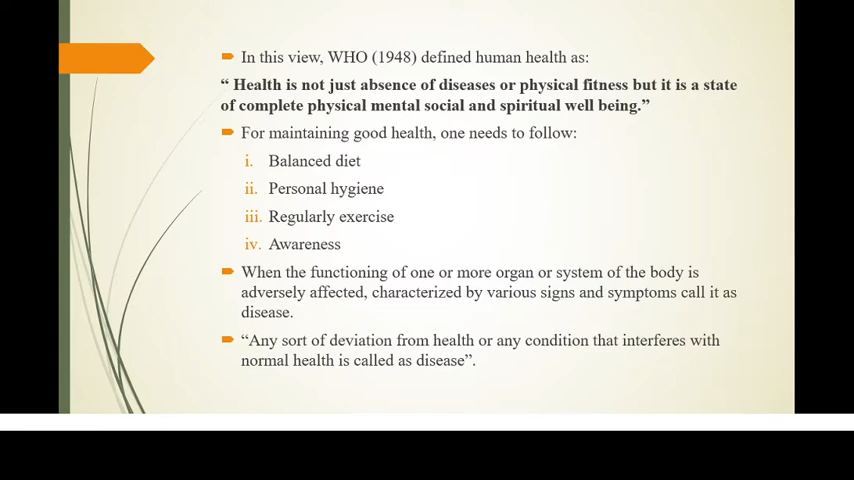 In this view, WHO (1948) defined human health as:
“ Health is not just absence of diseases or physical fitness but it is a state
of complete physical mental social and spiritual well being.”
For maintaining good health, one needs to follow:
i. Balanced diet
ii. Personal hygiene
iii. Regularly exercise
iv. Awareness
When the functioning of one or more organ or system of the body is
adversely affected, characterized by various signs and symptoms call it as
disease.
“Any sort of deviation from health or any condition that interferes with
normal health is called as disease”.